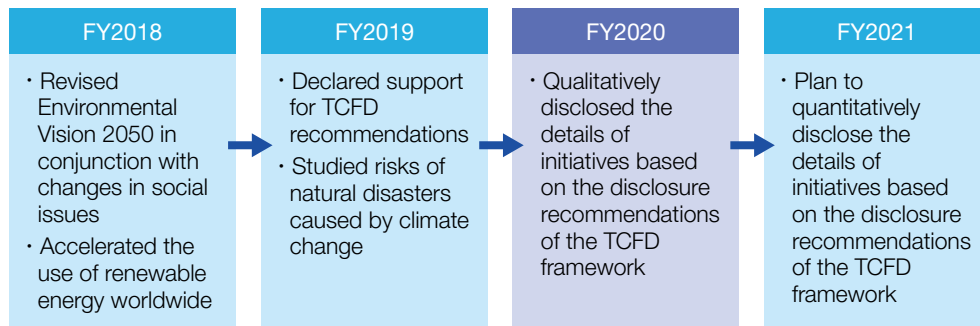 FY2018
・Revised
Environmental
Vision 2050 in
conjunction with
changes in social
issues
・Accelerated the
use of renewable
energy worldwide
FY2019
・Declared support
for TCFD
recommendations
・Studied risks of
natural disasters
caused by climate
change
FY2020
・Qualitatively
disclosed the
details of
initiatives based
on the disclosure
recommendations
of the TCFD
framework
FY2021
・Plan to
quantitatively
disclose the
details of
initiatives based
on the disclosure
recommendations
of the TCFD
framework